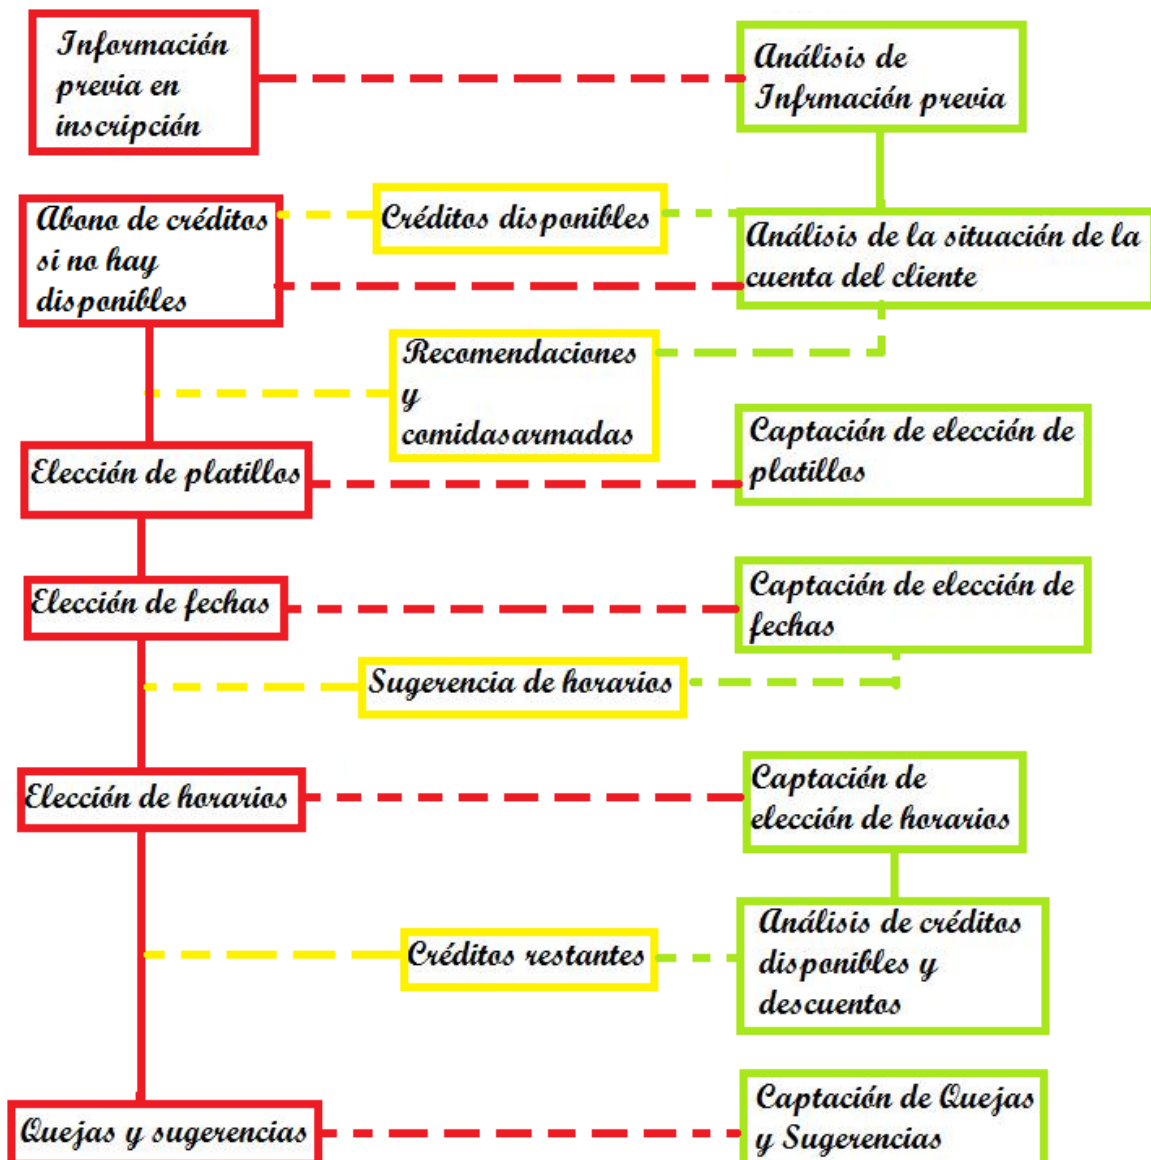 Información
previa en
inscripción
Análisis de
Infrmación previa
Abono de créditos
si no hay
disponibles
Créditos disponibles
Análisis de la situación de la
cuenta del cliente
Recomendaciones
y
comidasarmadas
Captación de elección de
platillos
Elección de platillos
Elección de fechas
Captación de elección de
fechas
Sugerencia de horarios
Elección de horarios
Captación de
elección de horarios
Créditos restantes
Análisis de créditos
disponibles y
descuentos
Quejas y sugerencias
Captación de Quejas
y Sugerencias